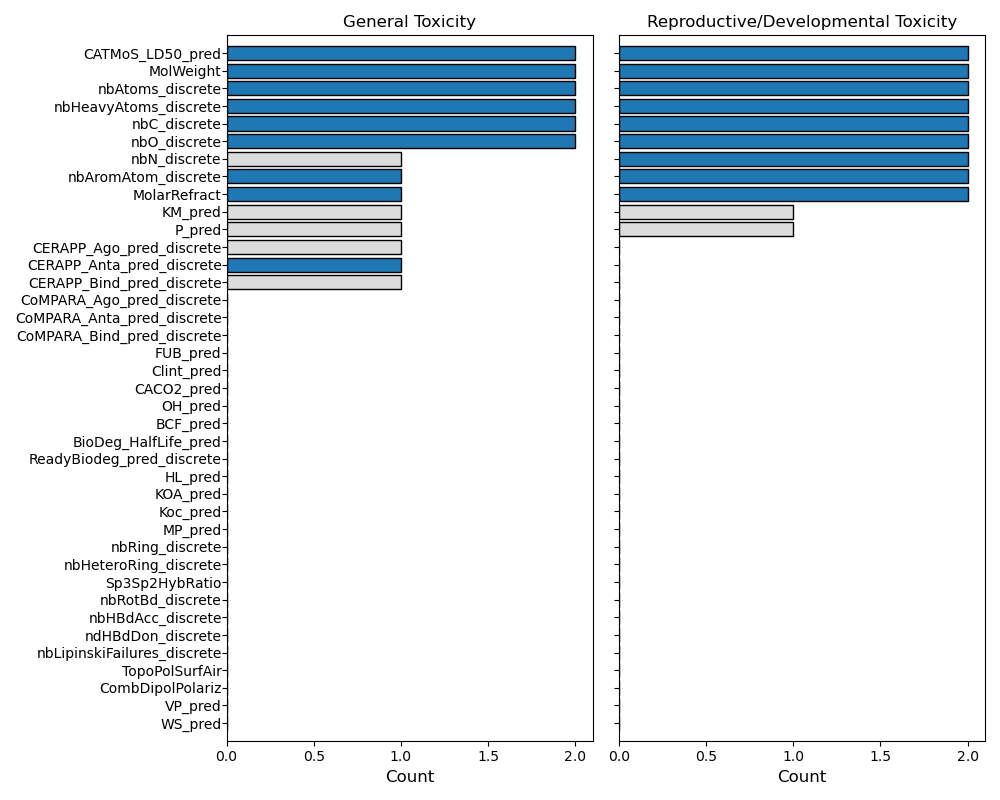 General Toxicity
Reproductive/Developmental Toxicity
CATMoS_LD50_pred
MolWeight
nbAtoms_discrete
nbHeavyAtoms_discrete
nbC_discrete
nbO_discrete
nbN_discrete
nbAromAtom_discrete
MolarRefract
KM_pred
P_pred
CERAPP_Ago_pred_discrete
CERAPP_Anta_pred_discrete
CERAPP_Bind_pred_discrete
CoMPARA_Ago_pred_discrete
CoMPARA_Anta_pred_discrete
CoMPARA_Bind_pred_discrete
FUB_pred
Clint_pred
CACO2_pred
OH_pred
BCF_pred
BioDeg_HalfLife_pred
ReadyBiodeg_pred_discrete
HL_pred
KOA_pred
Koc_pred
MP_pred
nbRing_discrete
nbHeteroRing_discrete
Sp3Sp2HybRatio
nbRotBd_discrete
nbHBdAcc_discrete
ndHBdDon_discrete
nbLipinskiFailures_discrete
TopoPolSurfAir
CombDipolPolariz
VP_pred
WS_pred
0.0 0.5 1.0 1.5 2.0
0.0 0.5 1.0 1.5 2.0
Count
Count